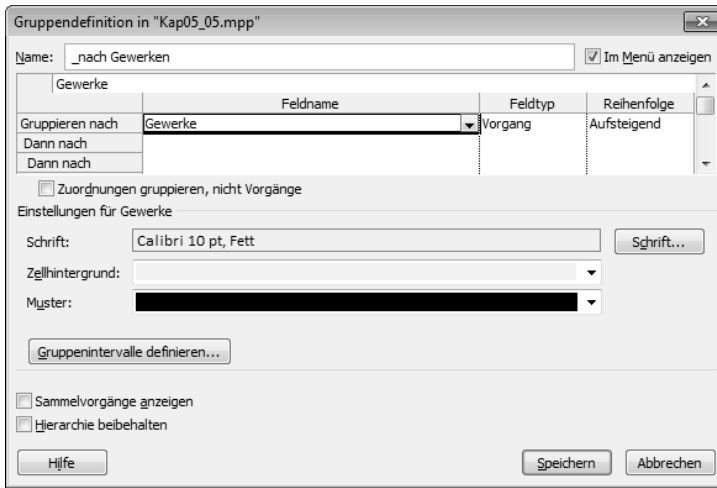 Gruppendefinition in "Kap05_05.mpp"
Name: _nach Gewerken Im Menü anzeigen
Gewerke
Feldname Feldtyp Reihenfolge
Gruppieren nach Gewerke Vorgang Aufsteigend
Dann nach
Dann nach
Zuordnungen gruppieren, nicht Vorgänge
Einstellungen für Gewerke
Schrift: Calibri 10 pt, Fett Schrift...
Zellhintergrund:
Muster:
Gruppenintervalle definieren...
Sammelvorgänge anzeigen
Hierarchie beibehalten
Hilfe Speichern Abbrechen